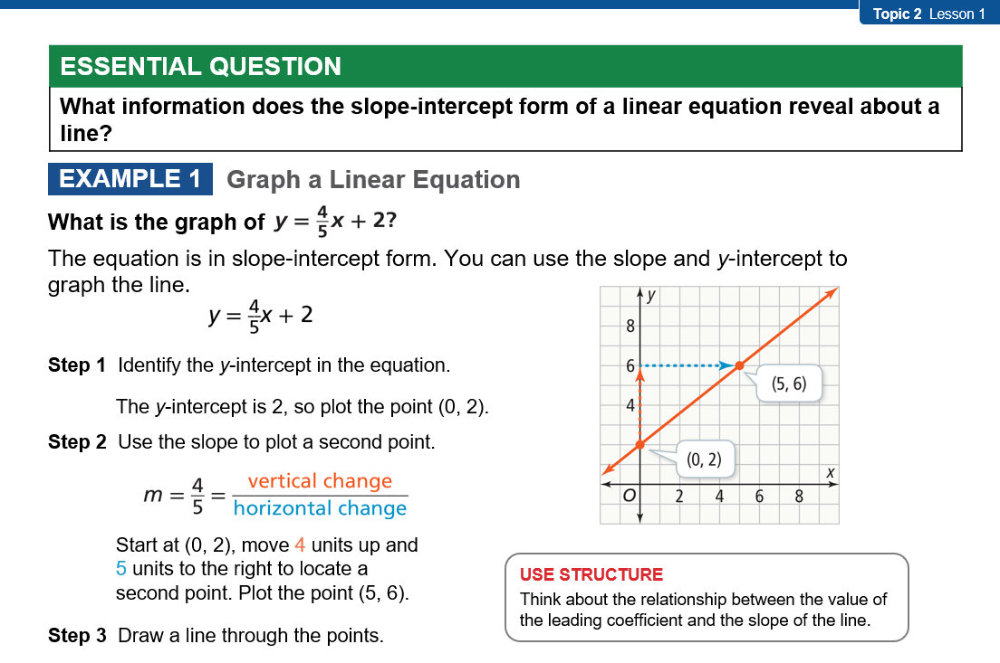 Topic 2 Lesson 1
ESSENTIAL QUESTION
What information does the slope-intercept form of a linear equation reveal about a
line?
EXAMPLE 1 Graph a Linear Equation
What is the graph of y = 4/5 x + 2?
The equation is in slope-intercept form. You can use the slope and y-intercept to
graph the line.
y = 4/5 x + 2
Step 1 Identify the y-intercept in the equation.
The y-intercept is 2, so plot the point (0, 2).
Step 2 Use the slope to plot a second point.
m = 4/5 = vertical change / horizontal change
Start at (0, 2), move 4 units up and
5 units to the right to locate a
second point. Plot the point (5, 6).
Step 3 Draw a line through the points.
y
8
6
(5, 6)
4
(0, 2)
x
O 2 4 6 8
USE STRUCTURE
Think about the relationship between the value of
the leading coefficient and the slope of the line.